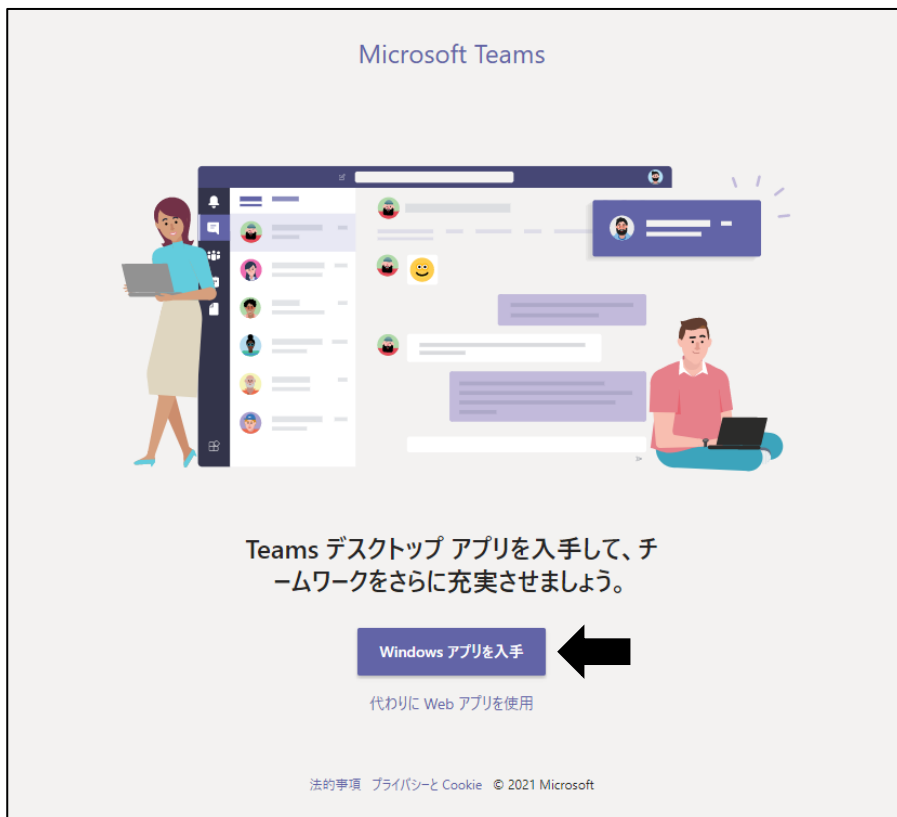 Microsoft Teams
Teams デスクトップ アプリを入手して、チ
ームワークをさらに充実させましょう。
Windows アプリを入手
代わりに Web アプリを使用
法的事項 プライバシーと Cookie © 2021 Microsoft